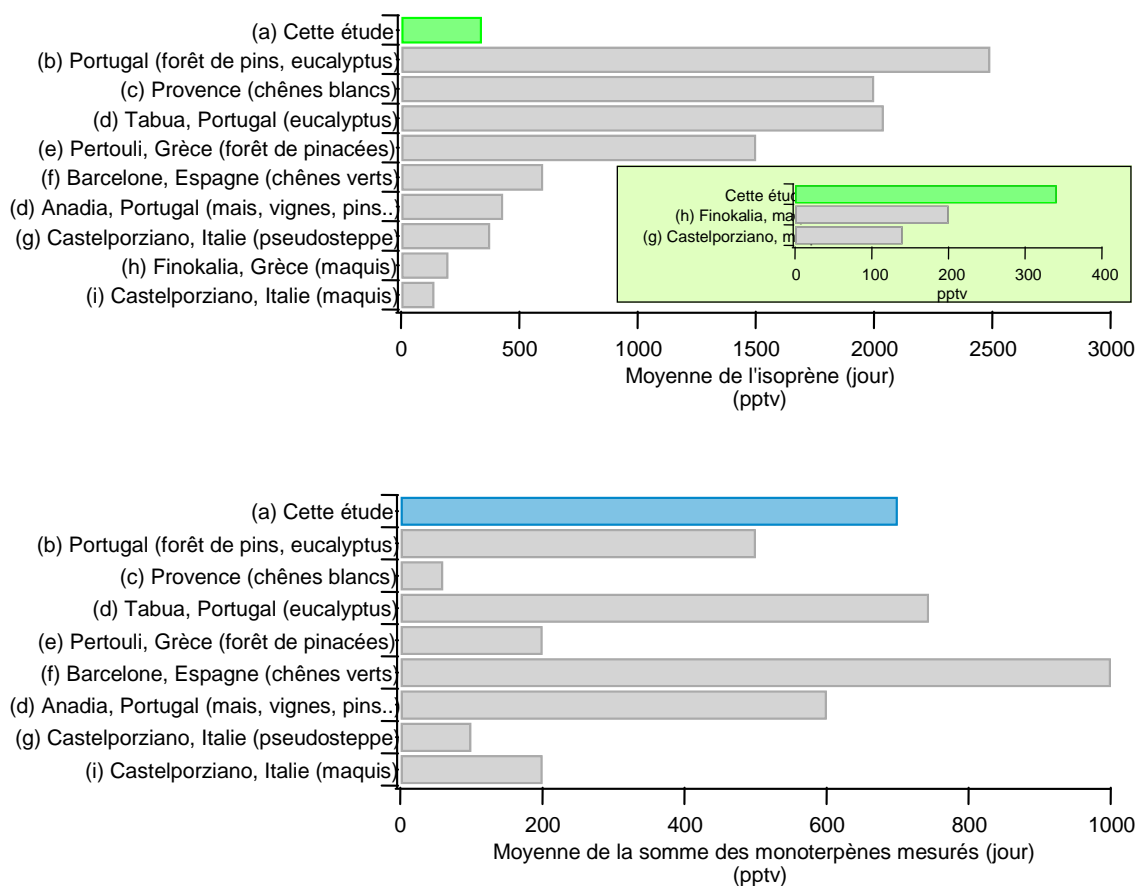 (a) Cette étude
(b) Portugal (forêt de pins, eucalyptus)
(c) Provence (chênes blancs)
(d) Tabua, Portugal (eucalyptus)
(e) Pertouli, Grèce (forêt de pinacées)
(f) Barcelone, Espagne (chênes verts)
(d) Anadia, Portugal (mais, vignes, pins..)
(g) Castelporziano, Italie (pseudosteppe)
(h) Finokalia, Grèce (maquis)
(i) Castelporziano, Italie (maquis)
0 500 1000 1500 2000 2500 3000
Moyenne de l'isoprène (jour)
(pptv)
Cette étud
(h) Finokalia, ma
(g) Castelporziano, m
0 100 200 300 400
pptv
(a) Cette étude
(b) Portugal (forêt de pins, eucalyptus)
(c) Provence (chênes blancs)
(d) Tabua, Portugal (eucalyptus)
(e) Pertouli, Grèce (forêt de pinacées)
(f) Barcelone, Espagne (chênes verts)
(d) Anadia, Portugal (mais, vignes, pins..)
(g) Castelporziano, Italie (pseudosteppe)
(i) Castelporziano, Italie (maquis)
0 200 400 600 800 1000
Moyenne de la somme des monoterpènes mesurés (jour)
(pptv)